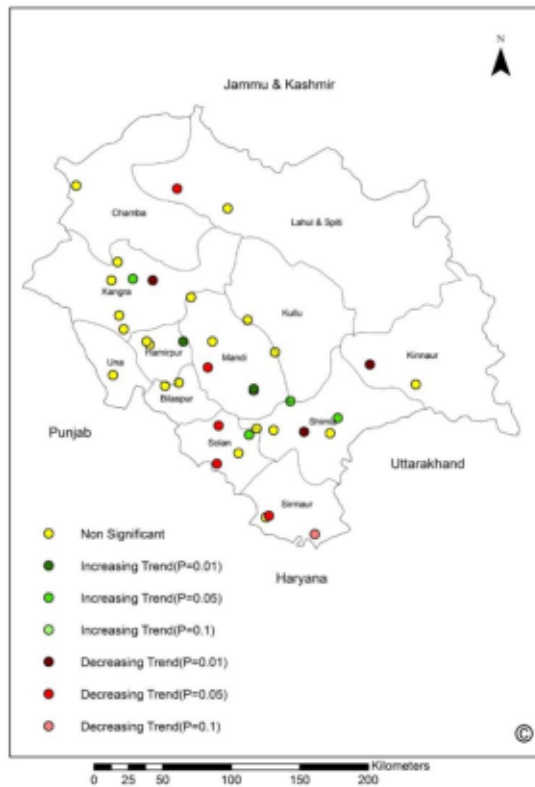 N
Jammu & Kashmir
Chamba
Lahul & Spiti
Kangra
Kullu
Kinnaur
Hamirpur
Mandi
Una
Bilaspur
Shimla
Punjab
Solan
Uttarakhand
Sirmaur
Non Significant
Increasing Trend(P=0.01)
Haryana
Increasing Trend(P=0.05)
Increasing Trend(P=0.1)
Decreasing Trend(P=0.01)
Decreasing Trend(P=0.05)
Decreasing Trend(P=0.1)
©
Kilometers
0 25 50 100 150 200